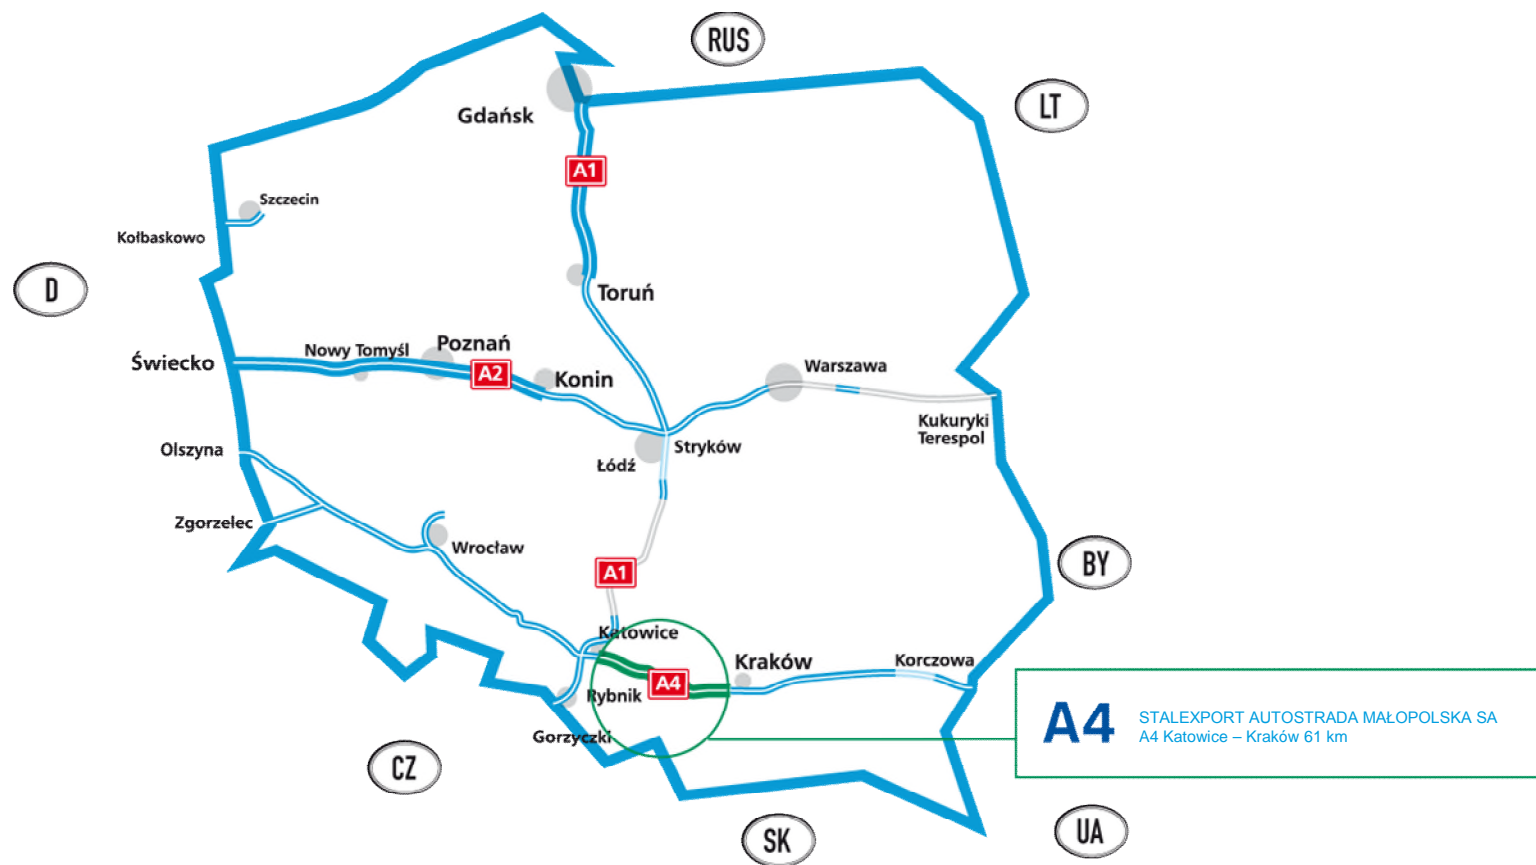 RUS
LT
Gdańsk
A1
Szczecin
Kołbaskowo
D
Toruń
Świecko
Nowy Tomyśl
Poznań
A2
Konin
Warszawa
Kukuryki
Terespol
Olszyna
Stryków
Łódź
Zgorzelec
Wrocław
BY
A1
Katowice
Kraków
Korczowa
A4
Rybnik
Gorzyczki
A4
STALEXPORT AUTOSTRADA MAŁOPOLSKA SA
A4 Katowice – Kraków 61 km
CZ
SK
UA